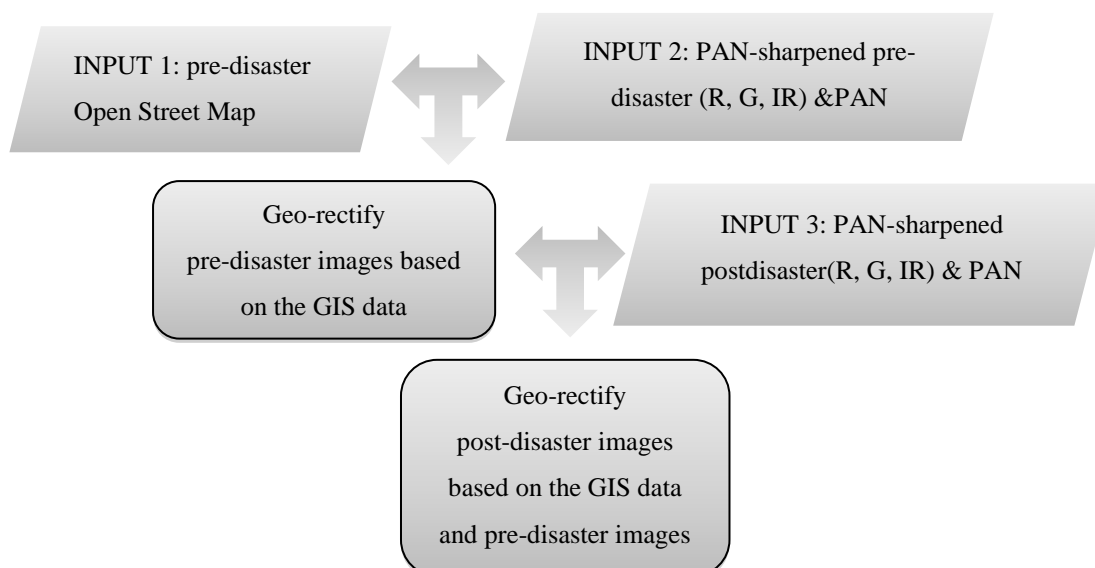 INPUT 1: pre-disaster
Open Street Map
INPUT 2: PAN-sharpened pre-
disaster (R, G, IR) &PAN
Geo-rectify
pre-disaster images based
on the GIS data
INPUT 3: PAN-sharpened
postdisaster(R, G, IR) & PAN
Geo-rectify
post-disaster images
based on the GIS data
and pre-disaster images